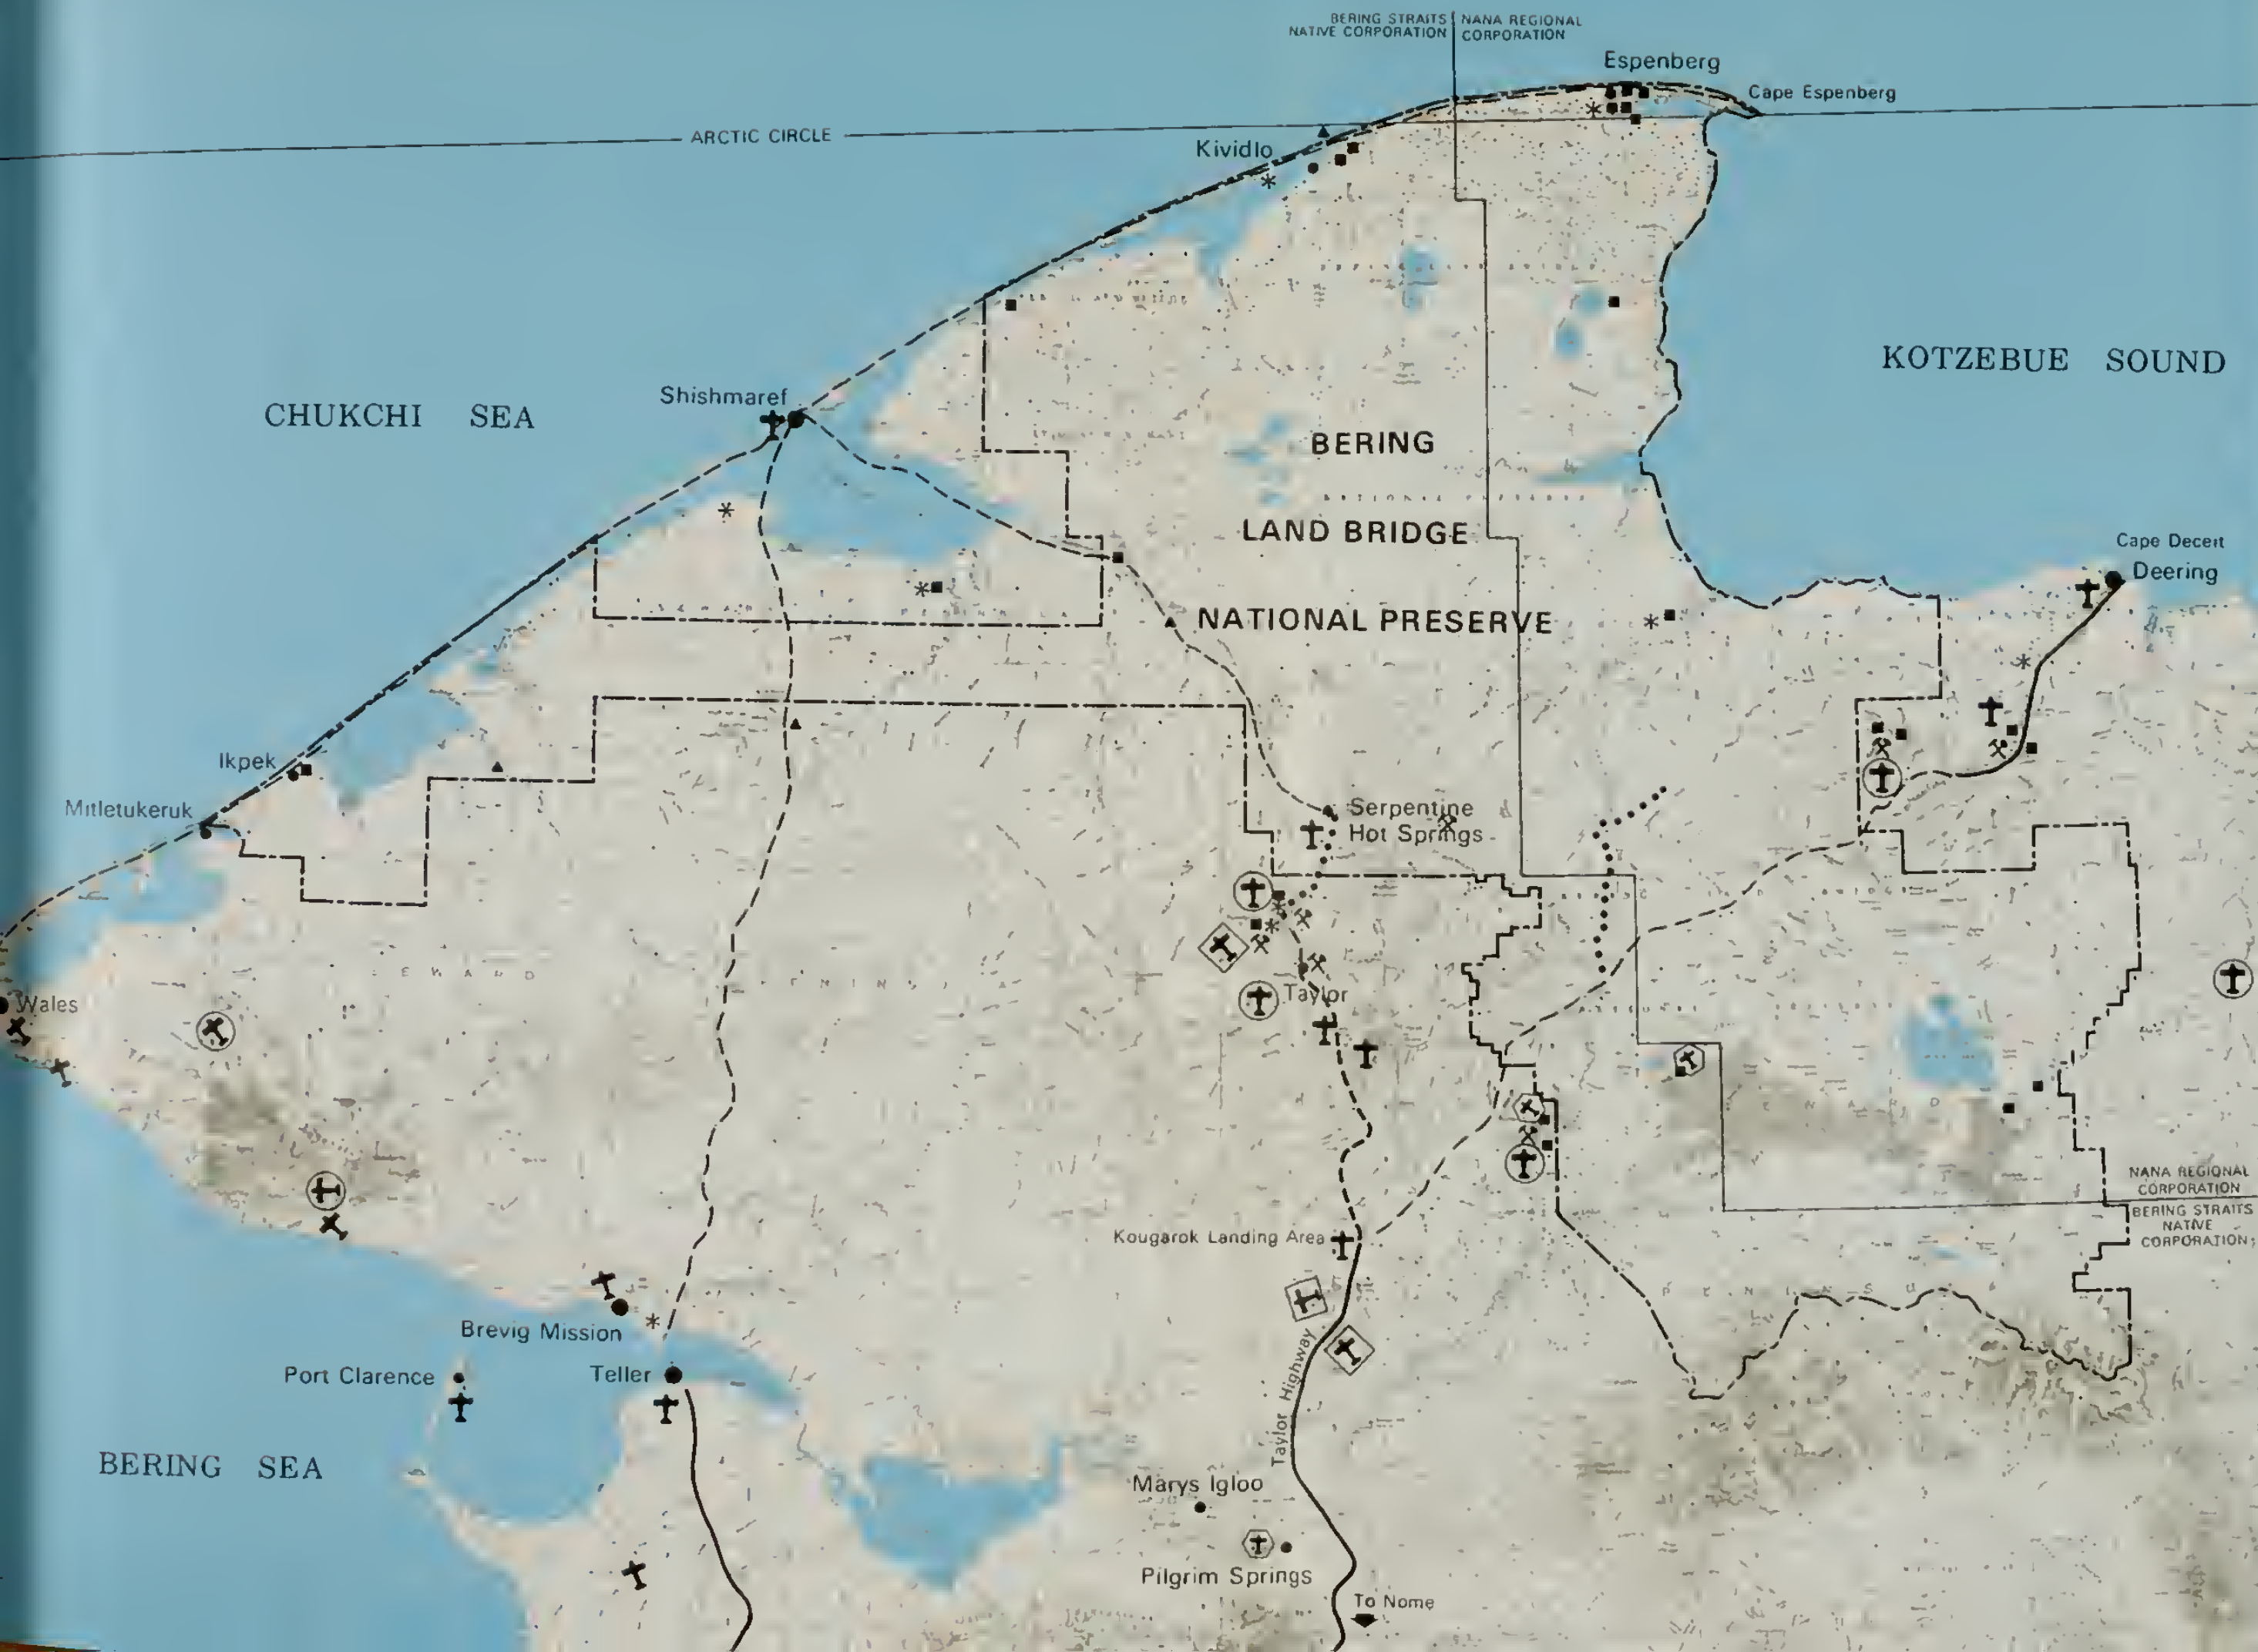 BERING STRAITS
NATIVE CORPORATION
NANA REGIONAL
CORPORATION
Espenberg
Cape Espenberg
ARCTIC CIRCLE
Kividlo
KOTZEBUE SOUND
Shishmaref
CHUKCHI SEA
BERING
LAND BRIDGE
NATIONAL PRESERVE
Cape Deceit
Deering
Ikpek
Mitletukeruk
Serpentine
Hot Springs
Wales
SEWARD
Taylor
NANA REGIONAL
CORPORATION
BERING STRAITS
NATIVE
CORPORATION
Kougarok Landing Area
Taylor Highway
Brevig Mission
Port Clarence
Teller
BERING SEA
Marys Igloo
Pilgrim Springs
To Nome